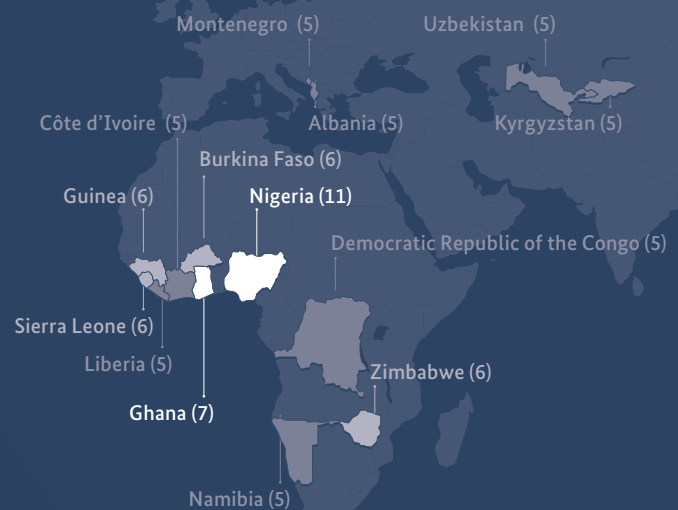 Montenegro (5)
Uzbekistan (5)
Côte d'Ivoire (5)
Albania (5)
Kyrgyzstan (5)
Burkina Faso (6)
Guinea (6)
Nigeria (11)
Democratic Republic of the Congo (5)
Sierra Leone (6)
Liberia (5)
Zimbabwe (6)
Ghana (7)
Namibia (5)